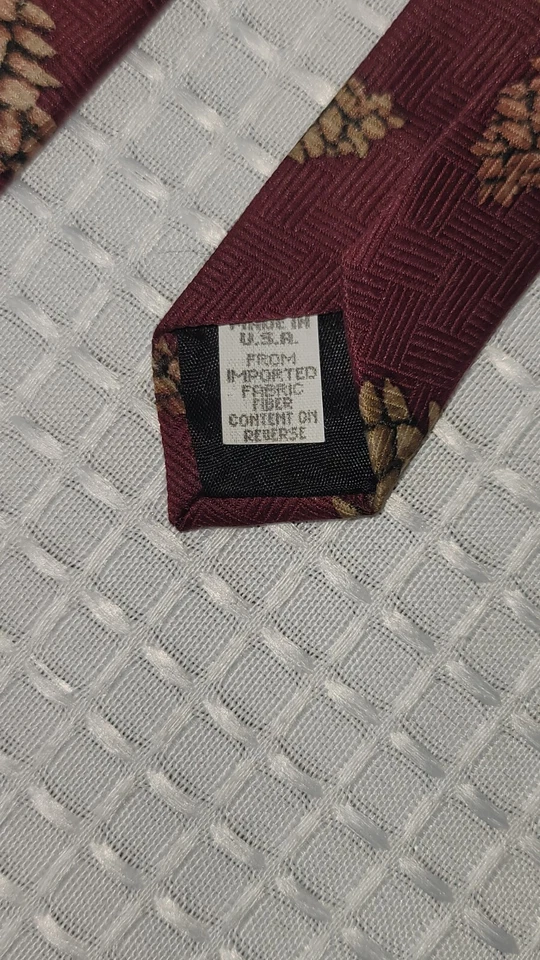 MADE IN
U.S.A.
FROM
IMPORTED
FABRIC
FIBER
CONTENT ON
REVERSE